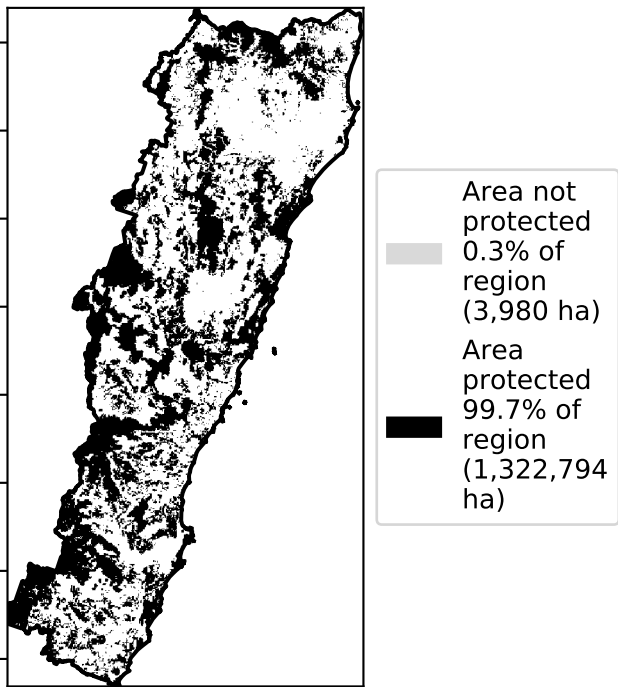 Area not
protected
0.3% of
region
(3,980 ha)
Area
protected
99.7% of
region
(1,322,794
ha)